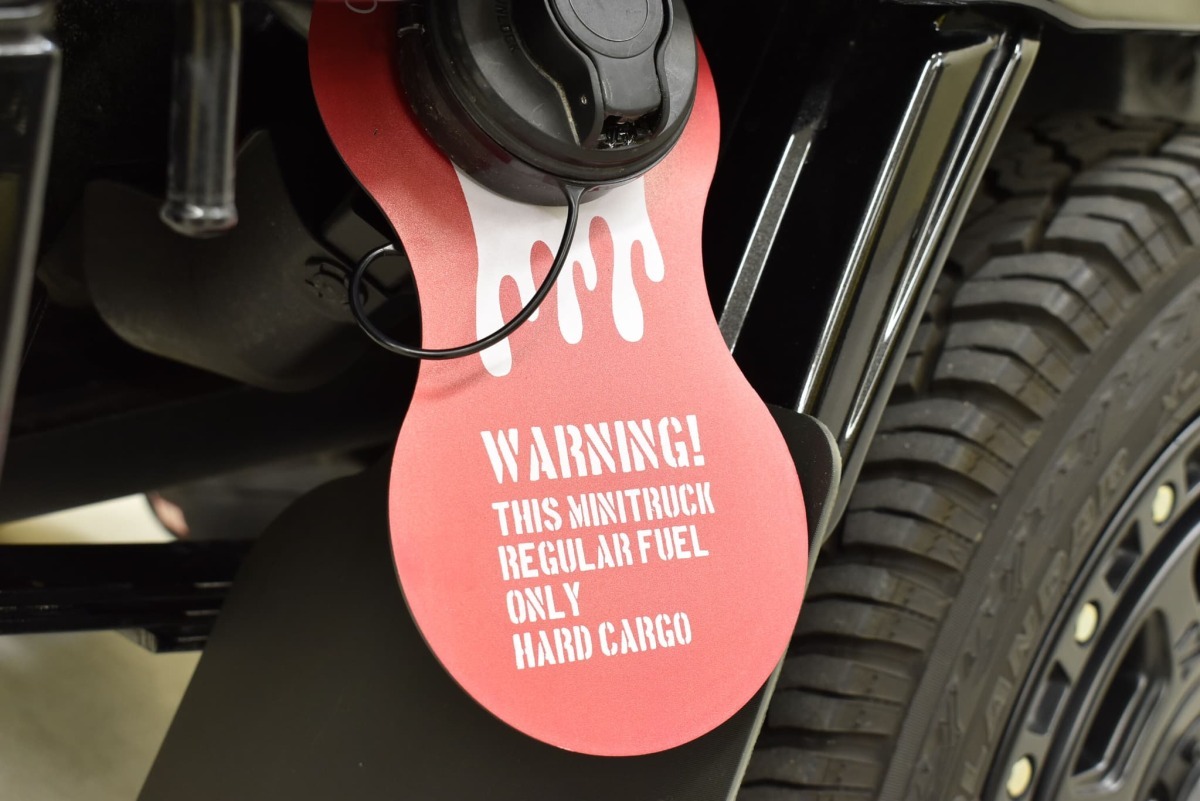 WARNING!
THIS MINITRUCK
REGULAR FUEL
ONLY
HARD CARGO